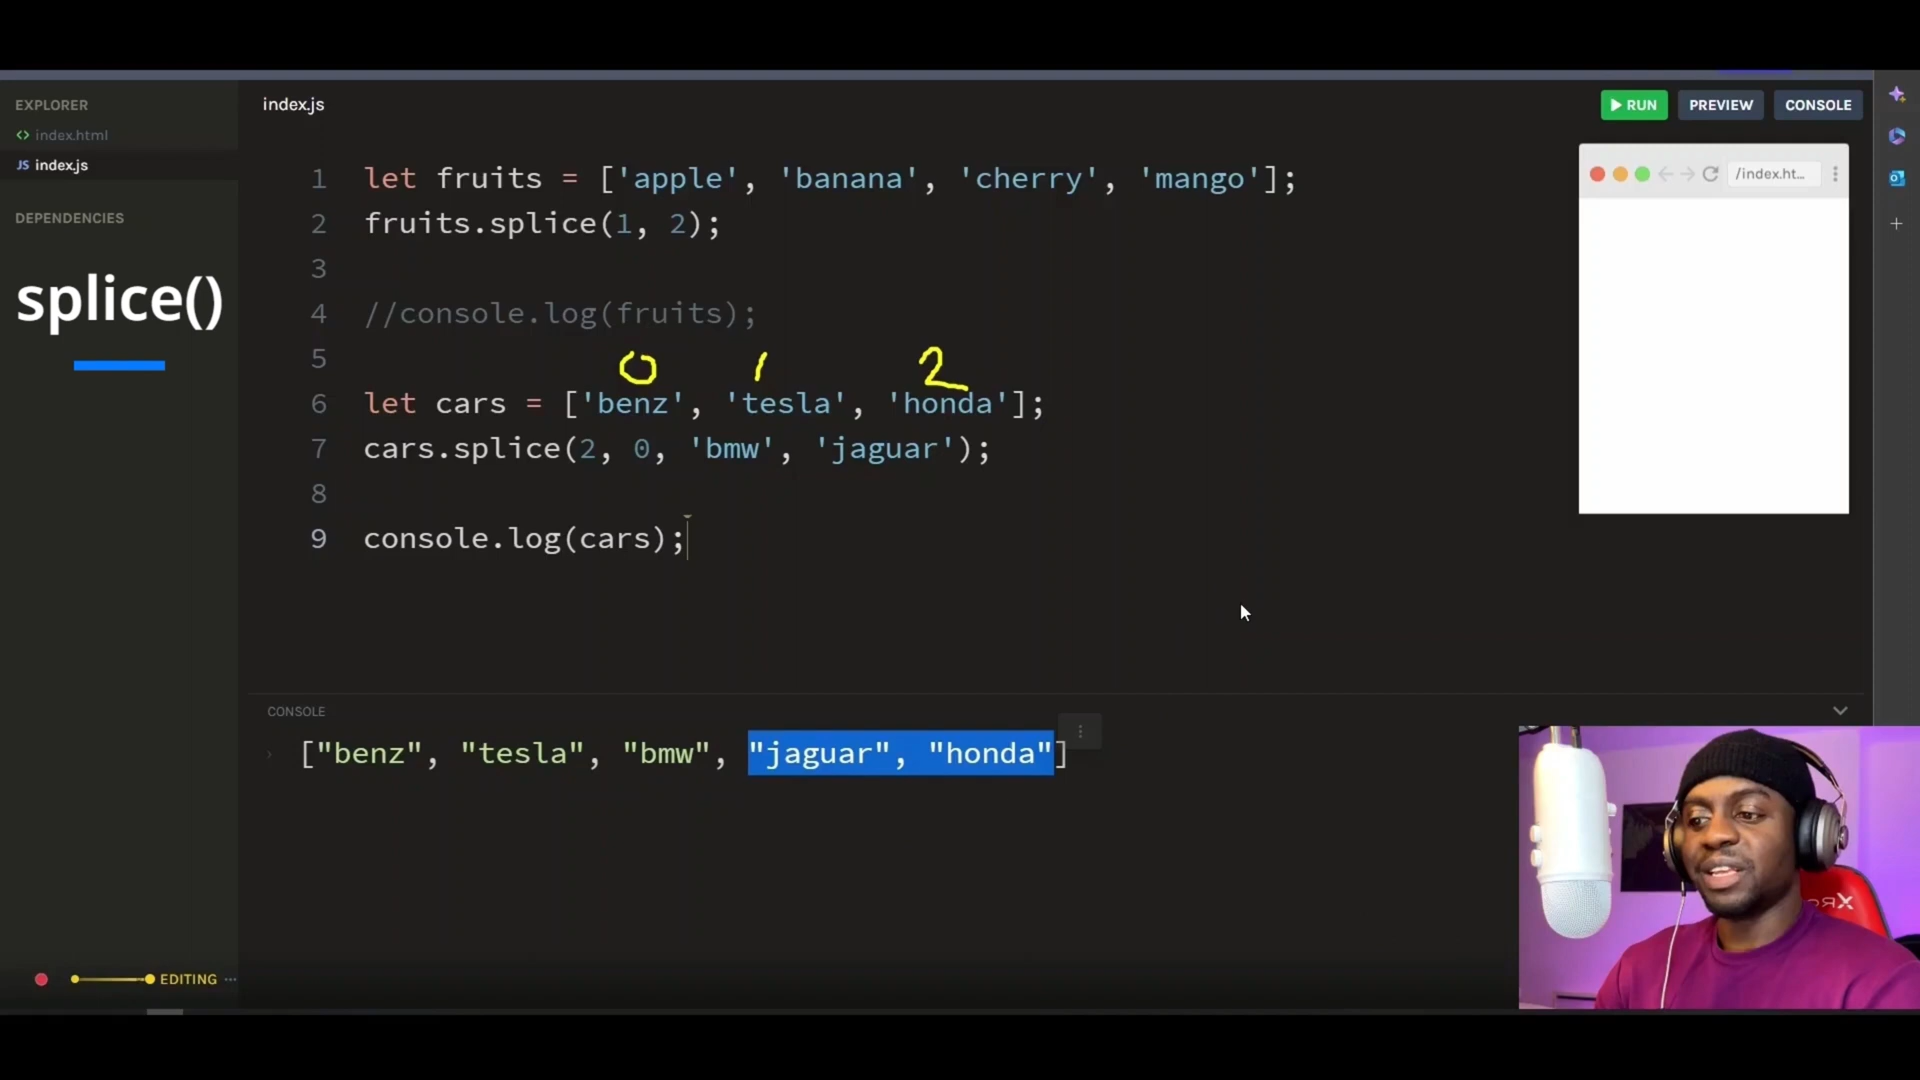 EXPLORER
index.html
JS index.js
DEPENDENCIES
splice()
EDITING
index.js
RUN
PREVIEW
CONSOLE
1 let fruits = ['apple', 'banana', 'cherry', 'mango'];
2 fruits.splice(1, 2);
3
4 //console.log(fruits);
5
0 1 2
6 let cars = ['benz', 'tesla', 'honda'];
7 cars.splice(2, 0, 'bmw', 'jaguar');
8
9 console.log(cars);
/index.ht...
CONSOLE
["benz", "tesla", "bmw", "jaguar", "honda"]